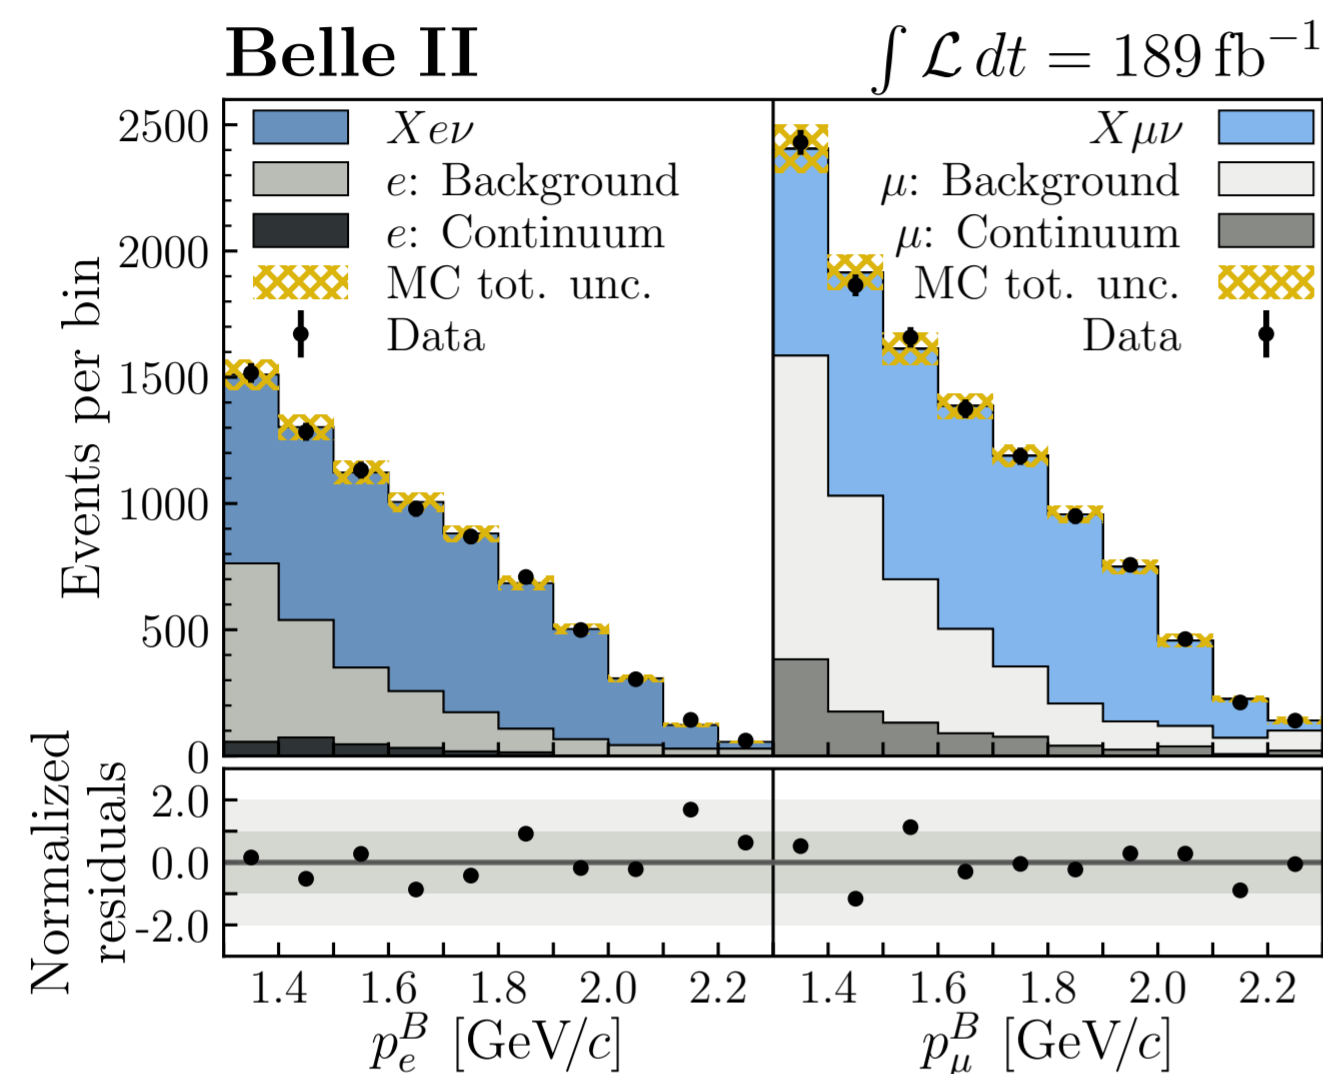 Belle II
∫ ℒ dt = 189 fb⁻¹
Events per bin
2500
2000
1500
1000
500
0
Xeν
e: Background
e: Continuum
MC tot. unc.
Data
Xμν
μ: Background
μ: Continuum
MC tot. unc.
Data
Normalized
residuals
2.0
0.0
-2.0
1.4 1.6 1.8 2.0 2.2
1.4 1.6 1.8 2.0 2.2
p_e^B [GeV/c]
p_μ^B [GeV/c]